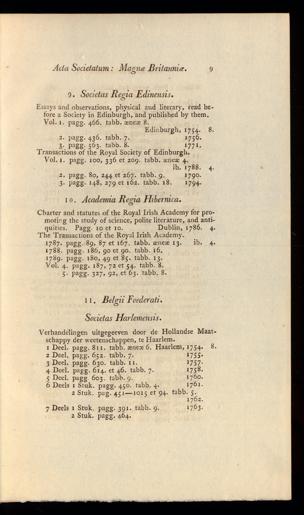 Acta Societatum: Magnæ Britanniæ. 9
9. Societas Regia Edinensis.
Essays and observations, physical and literary, read be-
fore a Society in Edinburgh, and published by them.
Vol. 1. pagg. 466. tabb. æneæ 8.
Edinburgh, 1754. 8.
2. pagg. 436. tabb. 7. 1756.
3. pagg. 563. tabb. 8. 1771.
Transactions of the Royal Society of Edinburgh.
Vol. 1. pagg. 100, 336 et 209. tabb. æneæ 4.
ib. 1788. 4.
2. pagg. 80, 244 et 267. tabb. 9. 1790.
3. pagg. 148, 279 et 162. tabb. 18. 1794.
10. Academia Regia Hibernica.
Charter and statutes of the Royal Irish Academy for pro-
moting the study of science, polite literature, and anti-
quities. Pagg. 10 et 10. Dublin, 1786. 4.
The Transactions of the Royal Irish Academy.
1787. pagg. 89, 87 et 167. tabb. æneæ 13. ib. 4.
1788. pagg. 186, 90 et 90. tabb. 16.
1789. pagg. 180, 49 et 85. tabb. 13.
Vol. 4. pagg. 187, 72 et 54. tabb. 8.
5. pagg. 327, 92, et 63. tabb. 8.
11. Belgii Fœderati.
Societas Harlemensis.
Verhandelingen uitgegeeven door de Hollandse Maat-
schappy der weetenschappen, te Haarlem.
1 Deel. pagg. 811. tabb. æneæ 6. Haarlem, 1754. 8.
2 Deel. pagg. 652. tabb. 7. 1755.
3 Deel. pagg. 630. tabb. 11. 1757.
4 Deel. pagg. 614. et 46. tabb. 7. 1758.
5 Deel. pagg 603. tabb. 9. 1760.
6 Deels 1 Stuk. pagg. 450. tabb. 4. 1761.
2 Stuk. pag. 451—1015 et 94. tabb. 5.
1762.
7 Deels 1 Stuk. pagg. 391. tabb. 9. 1763.
2 Stuk. pagg. 464.